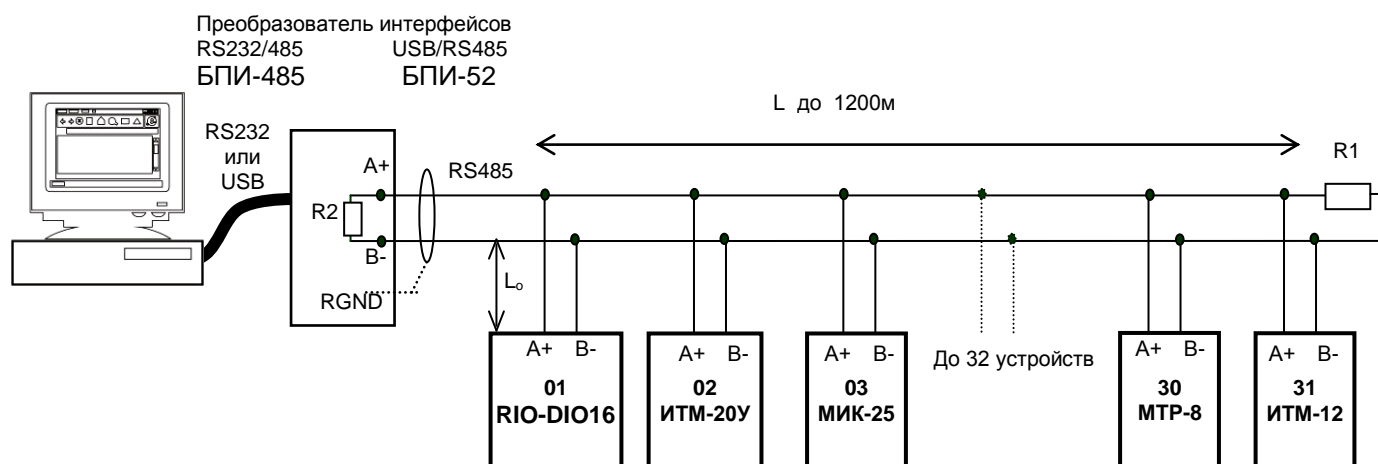 Преобразователь интерфейсов
RS232/485 USB/RS485
БПИ-485 БПИ-52
L до 1200м
RS232
или
USB
A+
RS485
R1
R2
B-
RGND
Lо
A+ B-
01
RIO-DIO16
A+ B-
02
ИТМ-20У
A+ B-
03
МИК-25
До 32 устройств
A+ B-
30
МТР-8
A+ B-
31
ИТМ-12